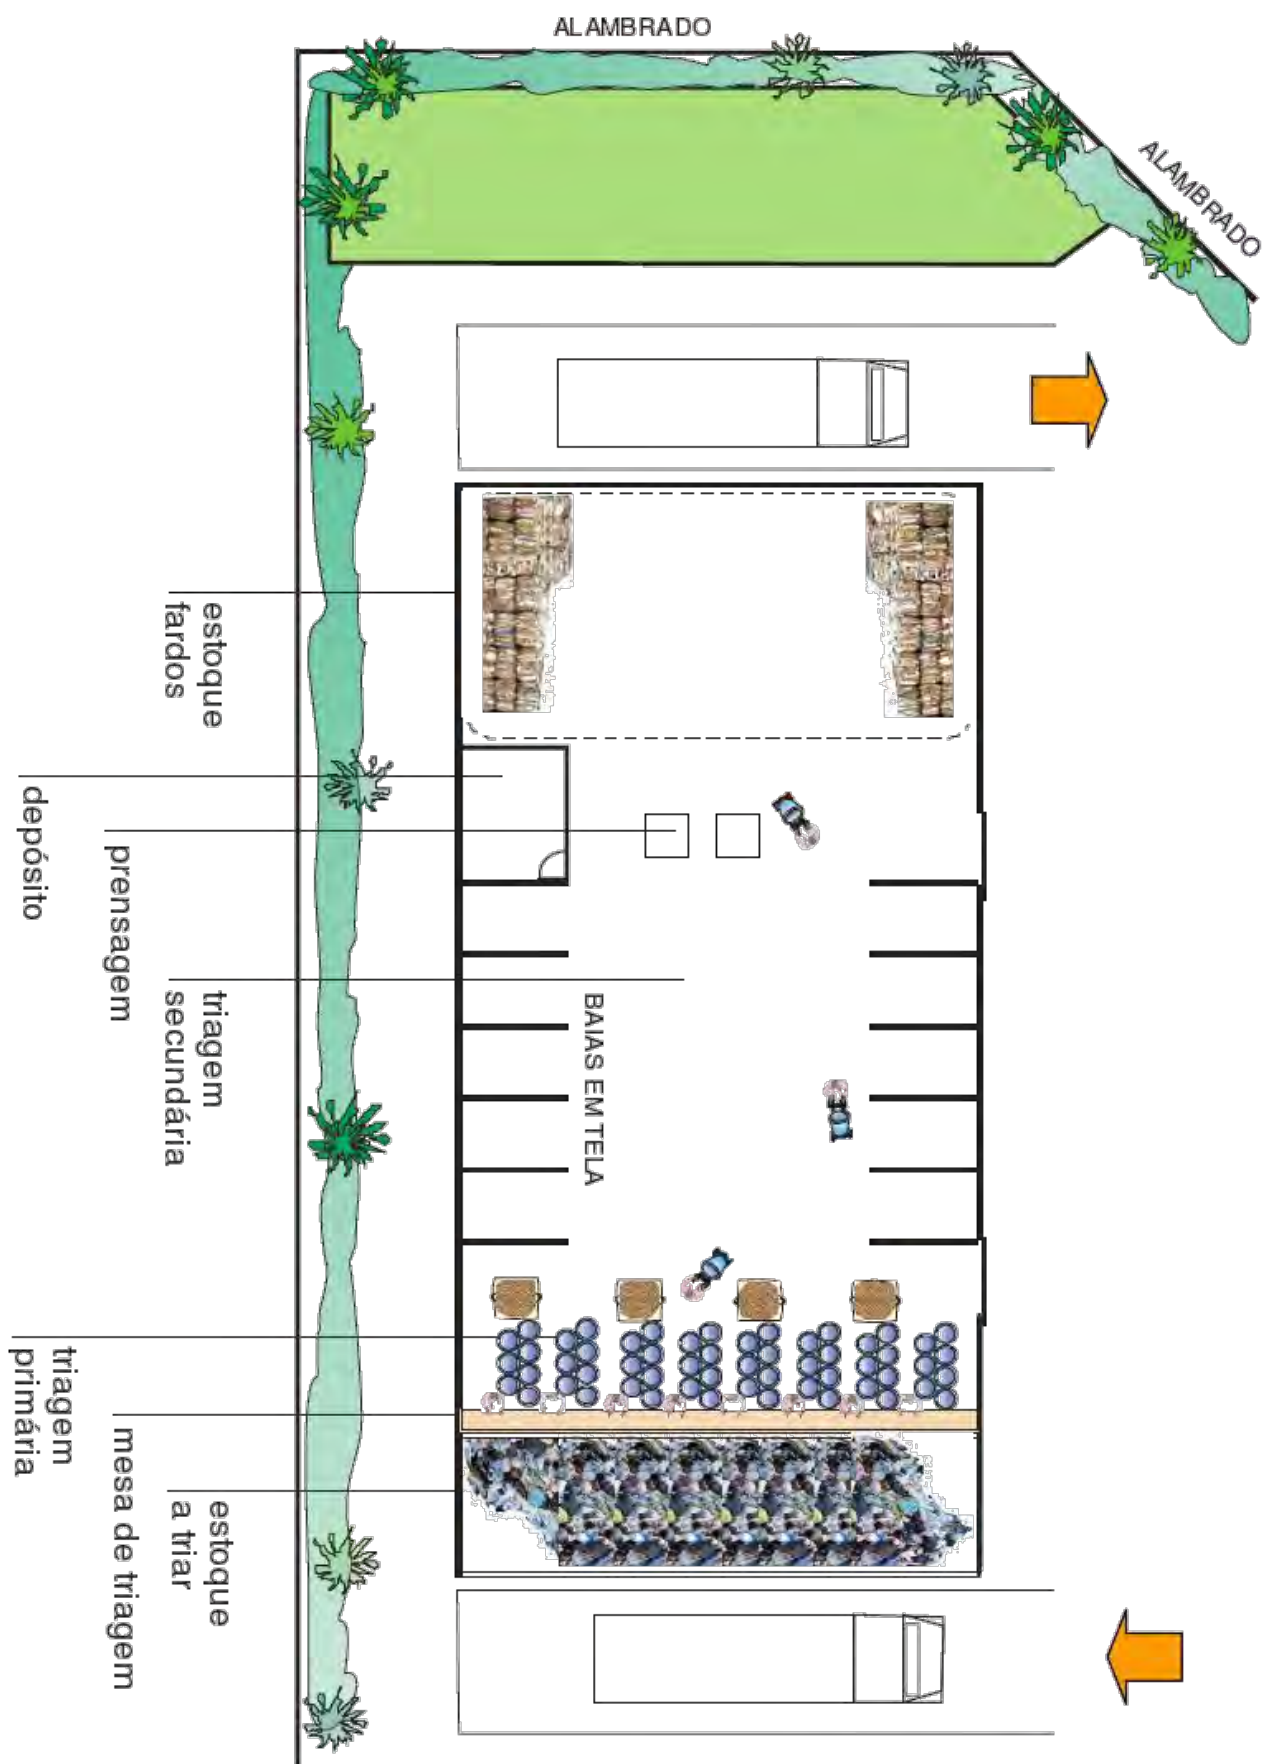 ALAMBRADO
ALAMBRADO
estoque
fardos
depósito
prensagem
triagem
secundária
BAIAS EM TELA
triagem
primária
mesa de triagem
estoque
a triar